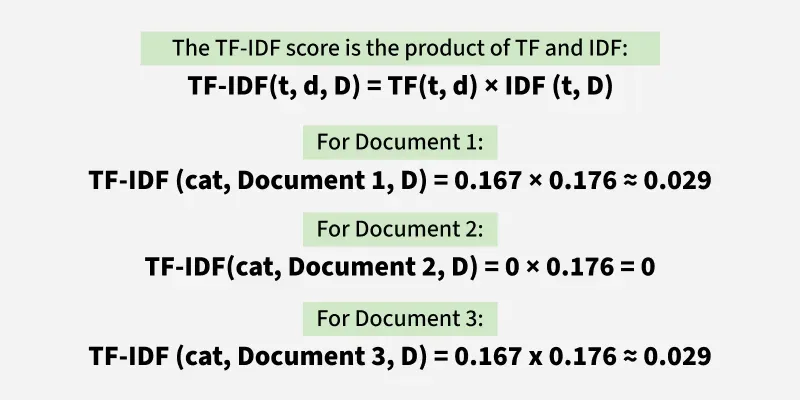 The TF-IDF score is the product of TF and IDF:
TF-IDF(t, d, D) = TF(t, d) × IDF (t, D)
For Document 1:
TF-IDF (cat, Document 1, D) = 0.167 × 0.176 ≈ 0.029
For Document 2:
TF-IDF(cat, Document 2, D) = 0 × 0.176 = 0
For Document 3:
TF-IDF (cat, Document 3, D) = 0.167 x 0.176 ≈ 0.029